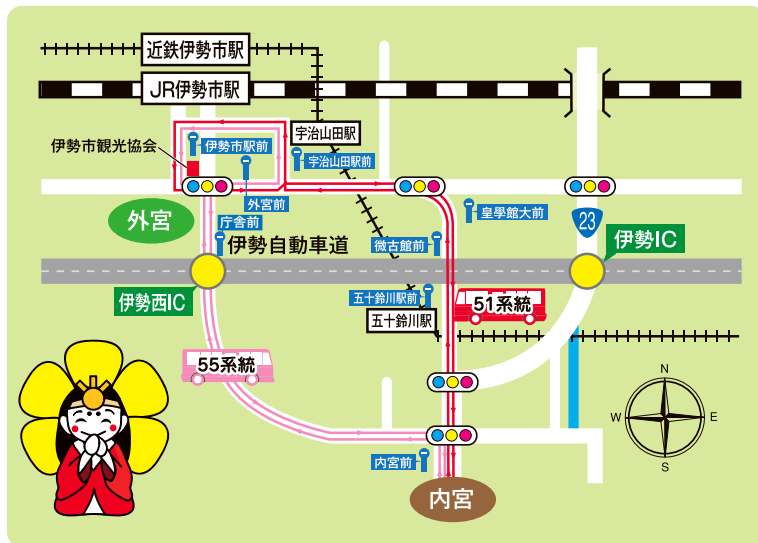 近鉄伊勢市駅
JR伊勢市駅
宇治山田駅
伊勢市観光協会
伊勢市駅前
宇治山田駅前
外宮前
皇學館大前
外宮
庁舎前
23
伊勢自動車道
微古館前
伊勢IC
伊勢西IC
五十鈴川駅前
51系統
五十鈴川駅
55系統
N
W
E
S
内宮前
内宮